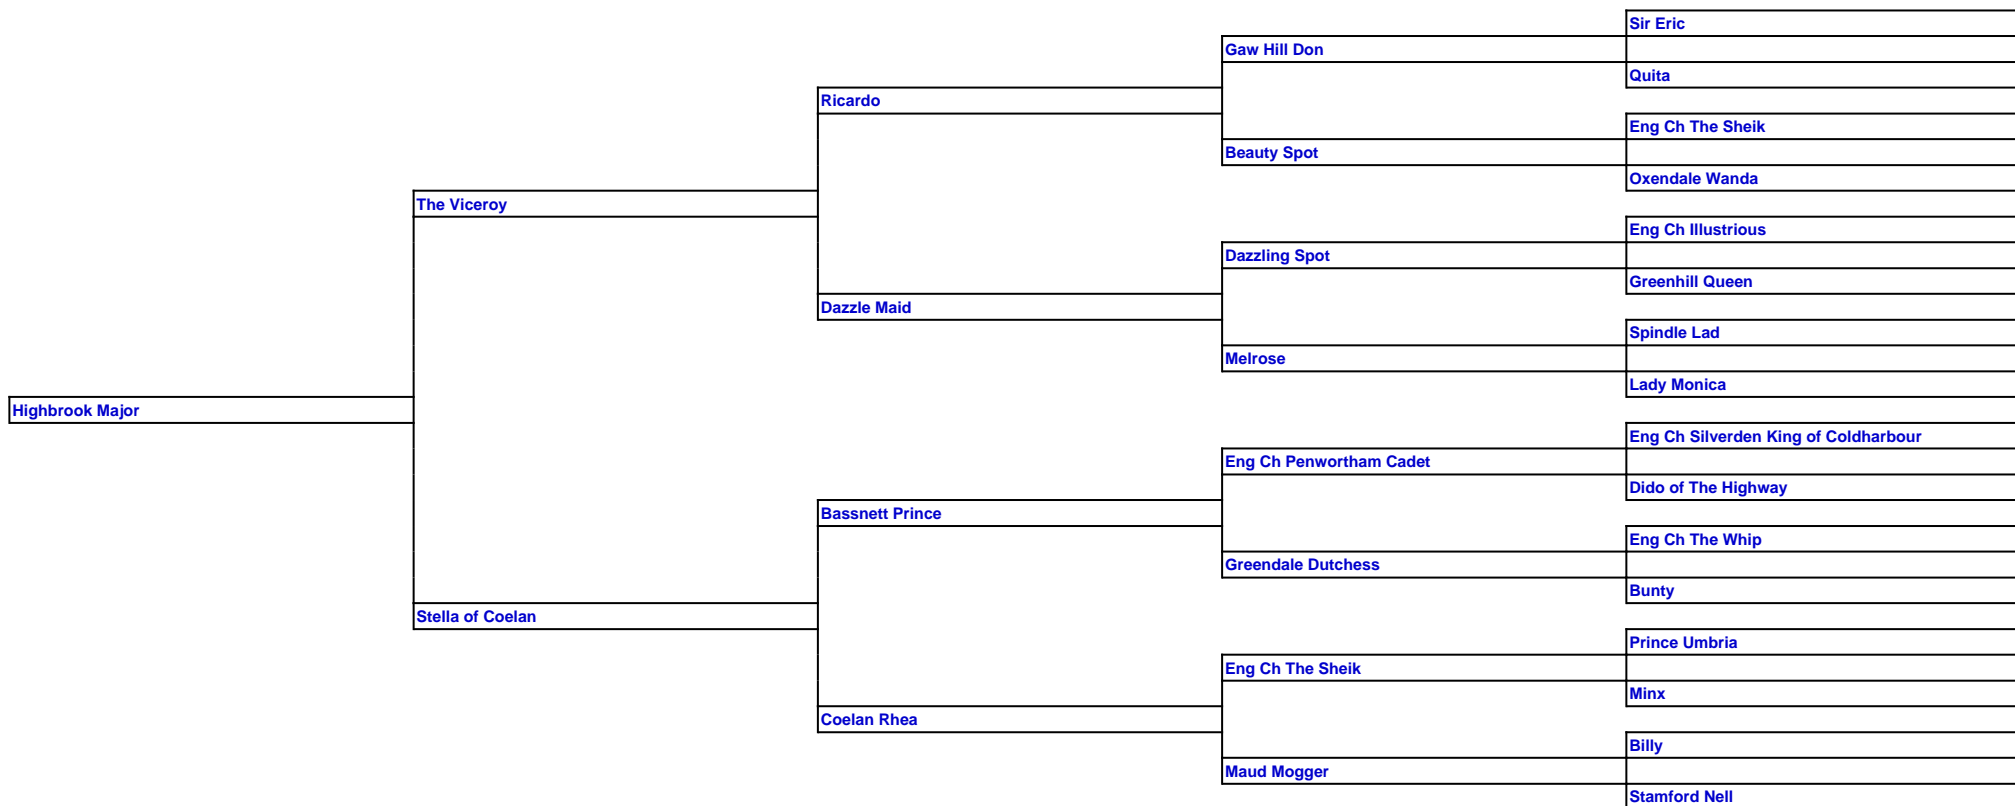 Sir Eric
Gaw Hill Don
Quita
Ricardo
Eng Ch The Sheik
Beauty Spot
Oxendale Wanda
The Viceroy
Eng Ch Illustrious
Dazzling Spot
Greenhill Queen
Dazzle Maid
Spindle Lad
Melrose
Lady Monica
Highbrook Major
Eng Ch Silverden King of Coldharbour
Eng Ch Penwortham Cadet
Dido of The Highway
Bassnett Prince
Eng Ch The Whip
Greendale Dutchess
Bunty
Stella of Coelan
Prince Umbria
Eng Ch The Sheik
Minx
Coelan Rhea
Billy
Maud Mogger
Stamford Nell